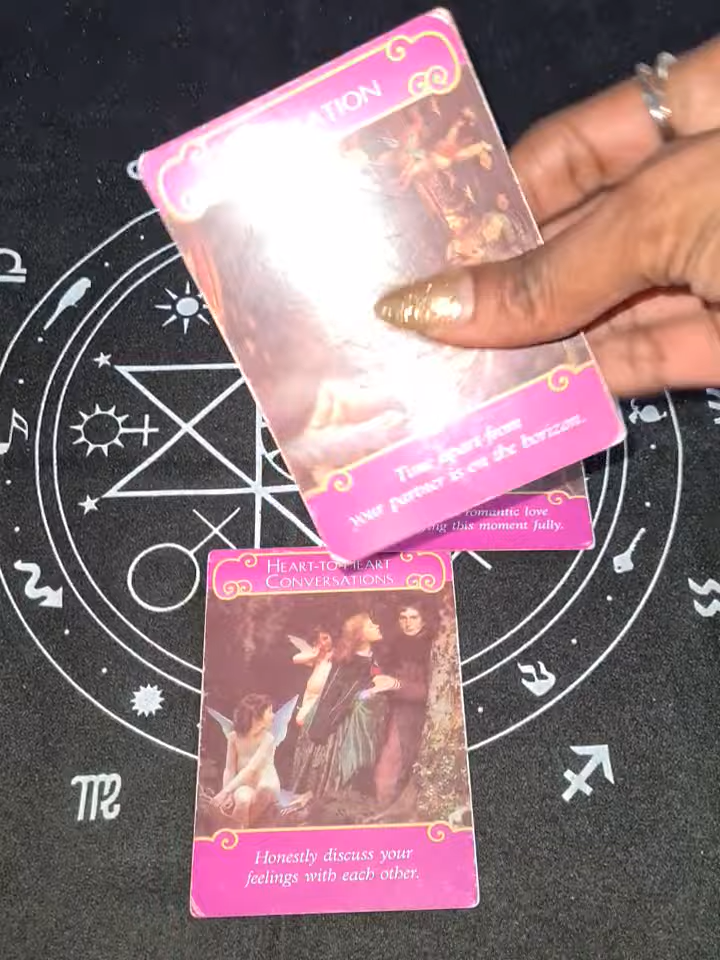 Time apart from
your partner is on the horizon.
romantic love
this moment fully.
HEART-TO-HEART
CONVERSATIONS
Honestly discuss your
feelings with each other.